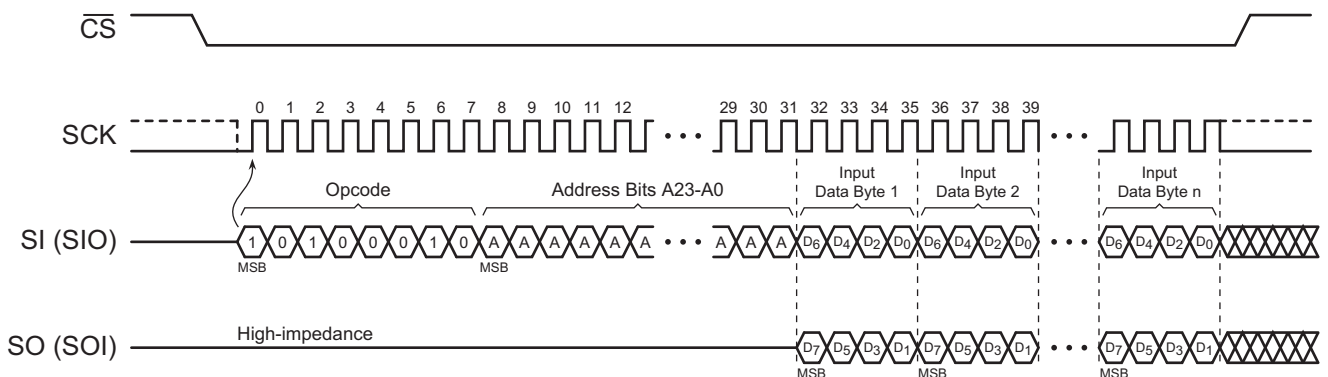 CS
0 1 2 3 4 5 6 7 8 9 10 11 12 29 30 31 32 33 34 35 36 37 38 39
SCK
• • • • • •
Opcode Address Bits A23-A0 Input Data Byte 1 Input Data Byte 2 Input Data Byte n
SI (SIO) 1 0 1 0 0 0 1 0 A A A A A A • • • A A A D6 D4 D2 D0 D6 D4 D2 D0 • • • D6 D4 D2 D0
MSB MSB
High-impedance
SO (SOI) D7 D5 D3 D1 D7 D5 D3 D1 • • • D7 D5 D3 D1
MSB MSB MSB